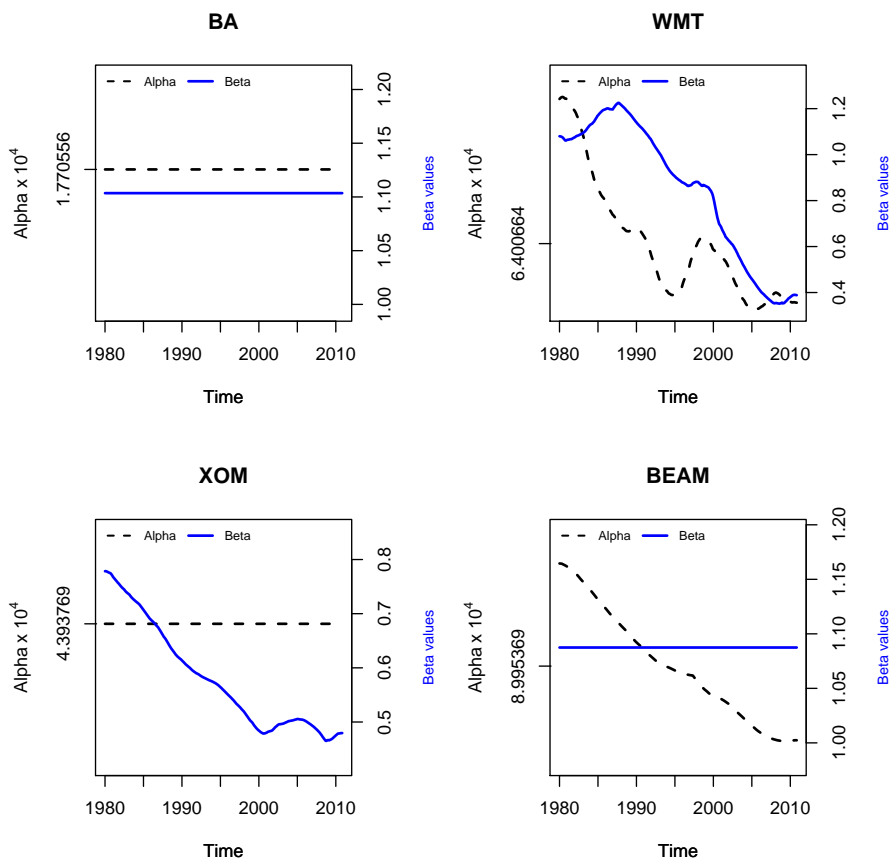 BA
Alpha Beta
Alpha x 10^4
1.770556
1.00 1.05 1.10 1.15 1.20
Beta values
1980 1990 2000 2010
Time
WMT
Alpha Beta
Alpha x 10^4
6.400664
0.4 0.6 0.8 1.0 1.2
Beta values
1980 1990 2000 2010
Time
XOM
Alpha Beta
Alpha x 10^4
4.393769
0.5 0.6 0.7 0.8
Beta values
1980 1990 2000 2010
Time
BEAM
Alpha Beta
Alpha x 10^4
8.995369
1.00 1.05 1.10 1.15 1.20
Beta values
1980 1990 2000 2010
Time